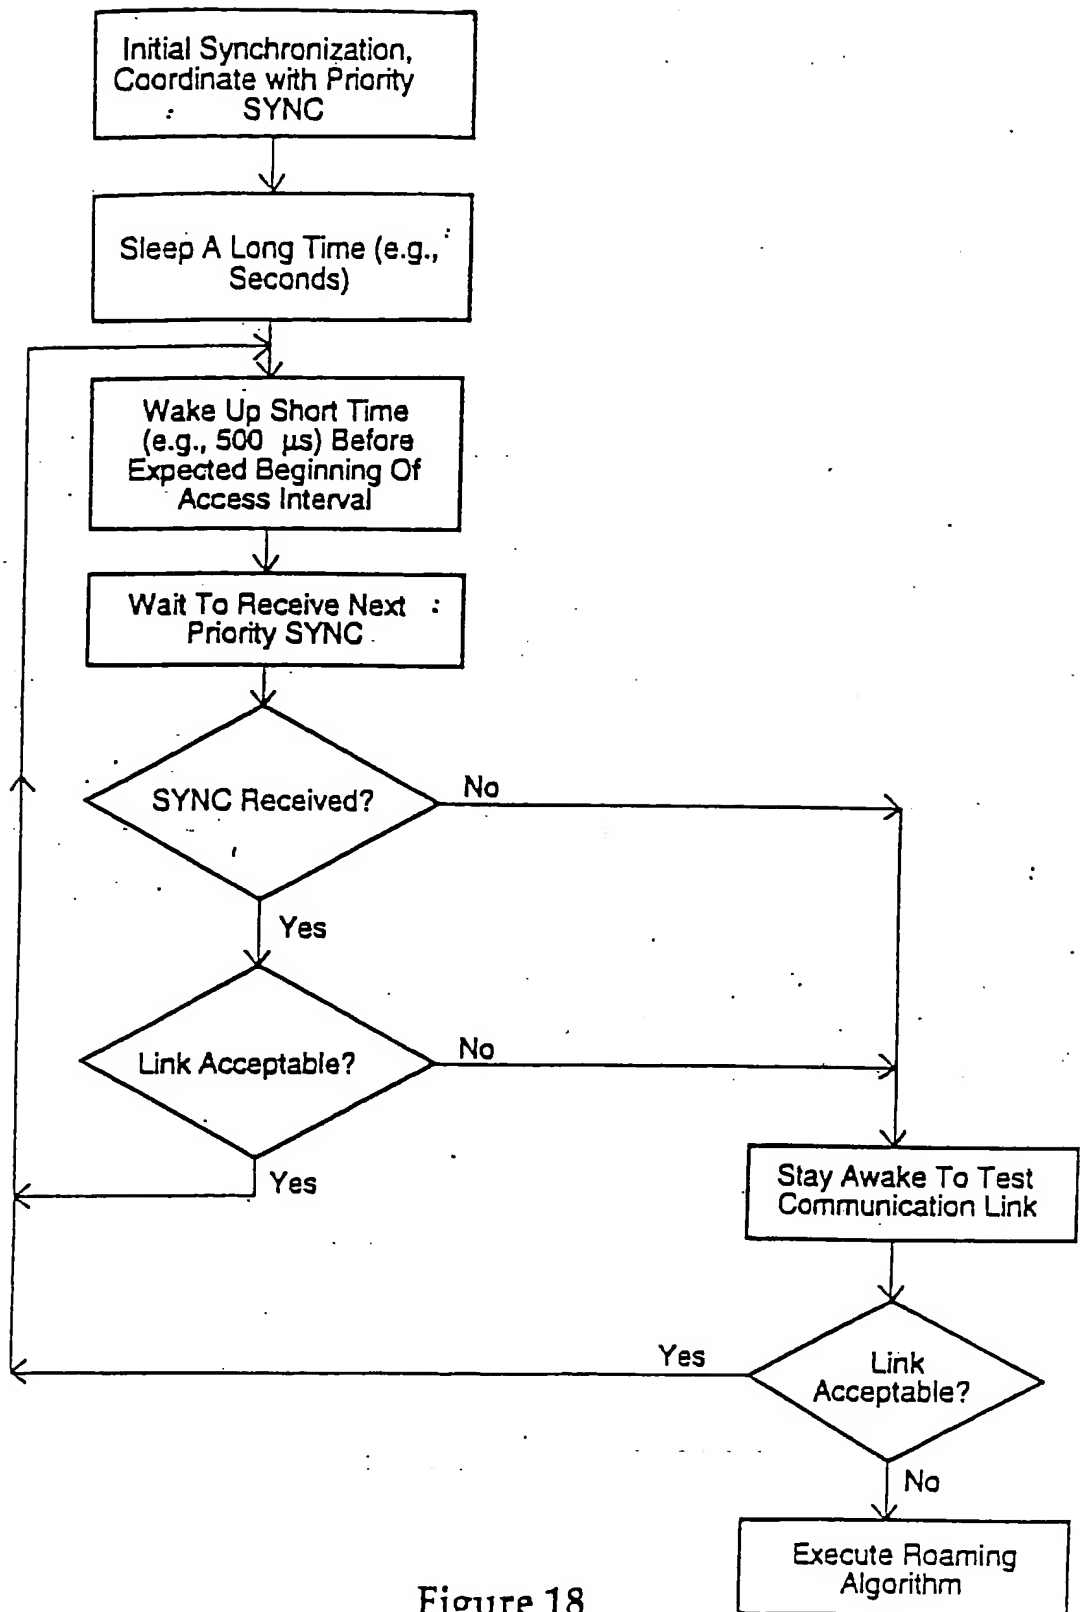 Initial Synchronization,
Coordinate with Priority
SYNC
Sleep A Long Time (e.g.,
Seconds)
Wake Up Short Time
(e.g., 500 µs) Before
Expected Beginning Of
Access Interval
Wait To Receive Next
Priority SYNC
SYNC Received?
No
Yes
Link Acceptable?
No
Yes
Stay Awake To Test
Communication Link
Link
Acceptable?
Yes
No
Execute Roaming
Algorithm
Figure 18